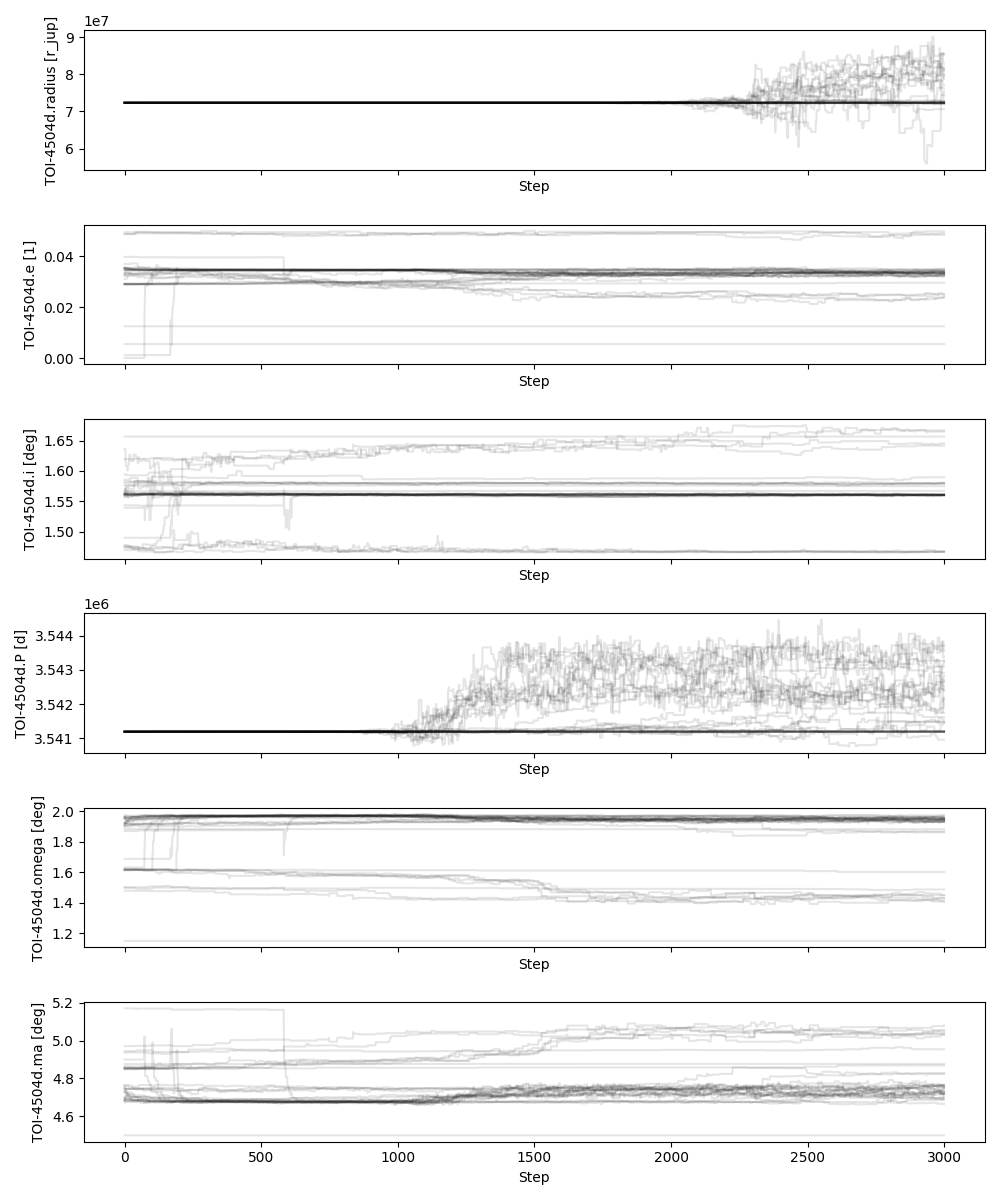 1e7
TOI-4504d.radius [r_jup]
9
8
7
6
Step
TOI-4504d.e [1]
0.04
0.02
0.00
Step
TOI-4504d.i [deg]
1.65
1.60
1.55
1.50
Step
1e6
TOI-4504d.P [d]
3.544
3.543
3.542
3.541
Step
TOI-4504d.omega [deg]
2.0
1.8
1.6
1.4
1.2
Step
TOI-4504d.ma [deg]
5.2
5.0
4.8
4.6
0 500 1000 1500 2000 2500 3000
Step